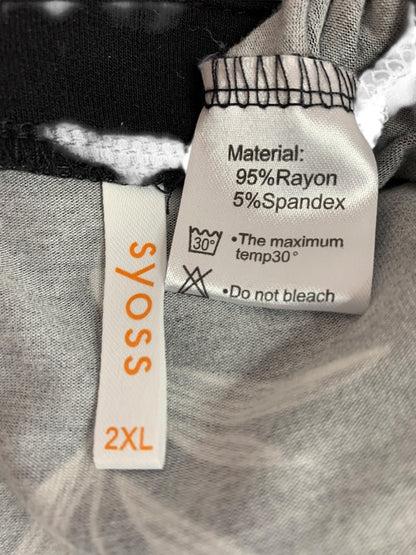 Material:
95%Rayon
5%Spandex
30°
•The maximum
temp30°
•Do not bleach
syoss
2XL